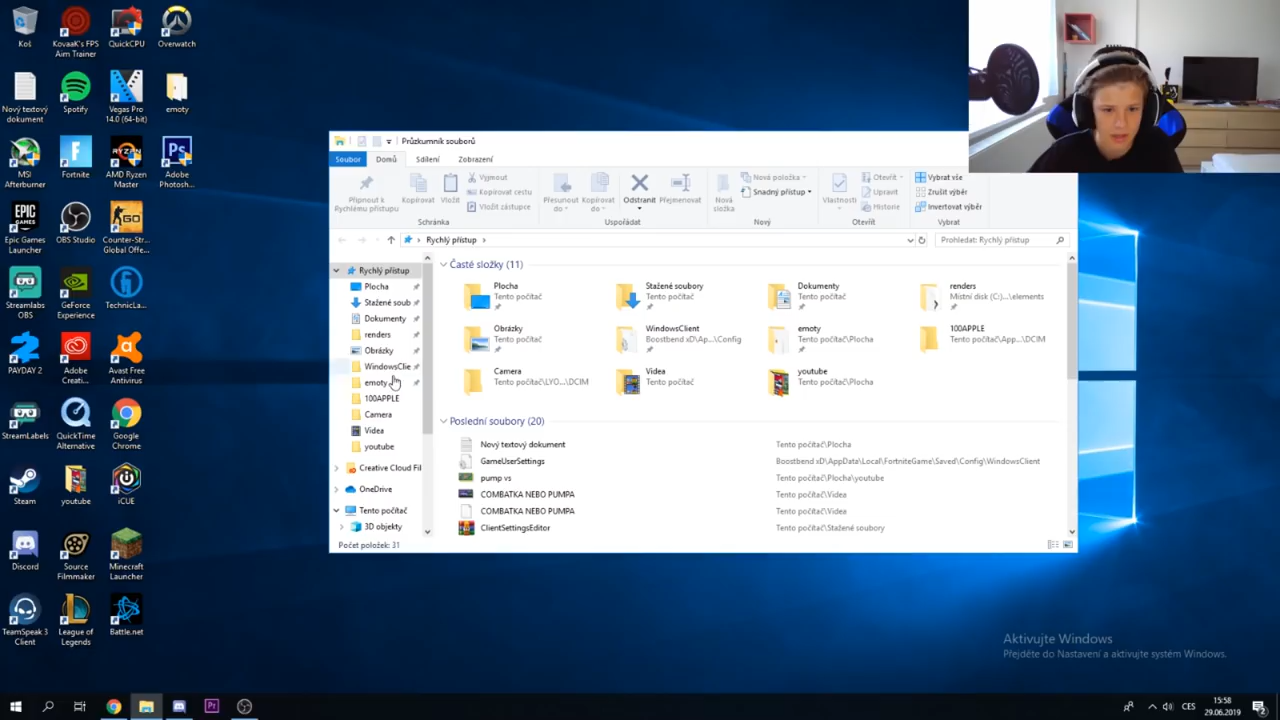 Koš
KovaaK's FPS
Aim Trainer
QuickCPU
Overwatch
Nový textový
dokument
Spotify
Vegas Pro
14.0 (64-bit)
emoty
MSI
Afterburner
Fortnite
AMD Ryzen
Master
Adobe
Photosh...
Epic Games
Launcher
OBS Studio
Counter-Str...
Global Offe...
Streamlabs
OBS
GeForce
Experience
TechnicLa...
PAYDAY 2
Adobe
Creati...
Avast Free
Antivirus
StreamLabels
QuickTime
Alternative
Google
Chrome
Steam
youtube
iCUE
Discord
Source
Filmmaker
Minecraft
Launcher
TeamSpeak 3
Client
League of
Legends
Battle.net
Průzkumník souborů
Soubor Domů Sdílení Zobrazení
Připnout k
Rychlému přístupu
Kopírovat
Vložit
Vyjmout
Kopírovat cestu
Vložit zástupce
Schránka
Přesunout
do
Kopírovat
do
Odstranit
Přejmenovat
Uspořádat
Nová
složka
Nová položka
Snadný přístup
Nový
Vlastnosti
Otevřít
Upravit
Historie
Otevřít
Vybrat vše
Zrušit výběr
Invertovat výběr
Vybrat
Rychlý přístup
Prohledat: Rychlý přístup
Rychlý přístup
Plocha
Stažené soub
Dokumenty
renders
Obrázky
WindowsClie
emoty
100APPLE
Camera
Videa
youtube
Creative Cloud Fil
OneDrive
Tento počítač
3D objekty
Časté složky (11)
Plocha
Tento počítač
Stažené soubory
Tento počítač
Dokumenty
Tento počítač
renders
Místní disk (C:)...\elements
Obrázky
Tento počítač
WindowsClient
Boostbend xD\Ap...\Config
emoty
Tento počítač\Plocha
100APPLE
Tento počítač\App...\DCIM
Camera
Tento počítač\LYO...\DCIM
Videa
Tento počítač
youtube
Tento počítač\Plocha
Poslední soubory (20)
Nový textový dokument Tento počítač\Plocha
GameUserSettings Boostbend xD\AppData\Local\FortniteGame\Saved\Config\WindowsClient
pump vs Tento počítač\Plocha\youtube
COMBATKA NEBO PUMPA Tento počítač\Videa
COMBATKA NEBO PUMPA Tento počítač\Videa
ClientSettingsEditor Tento počítač\Stažené soubory
Počet položek: 31
Aktivujte Windows
Přejděte do Nastavení a aktivujte systém Windows.
CES
15:58
29.06.2019
2